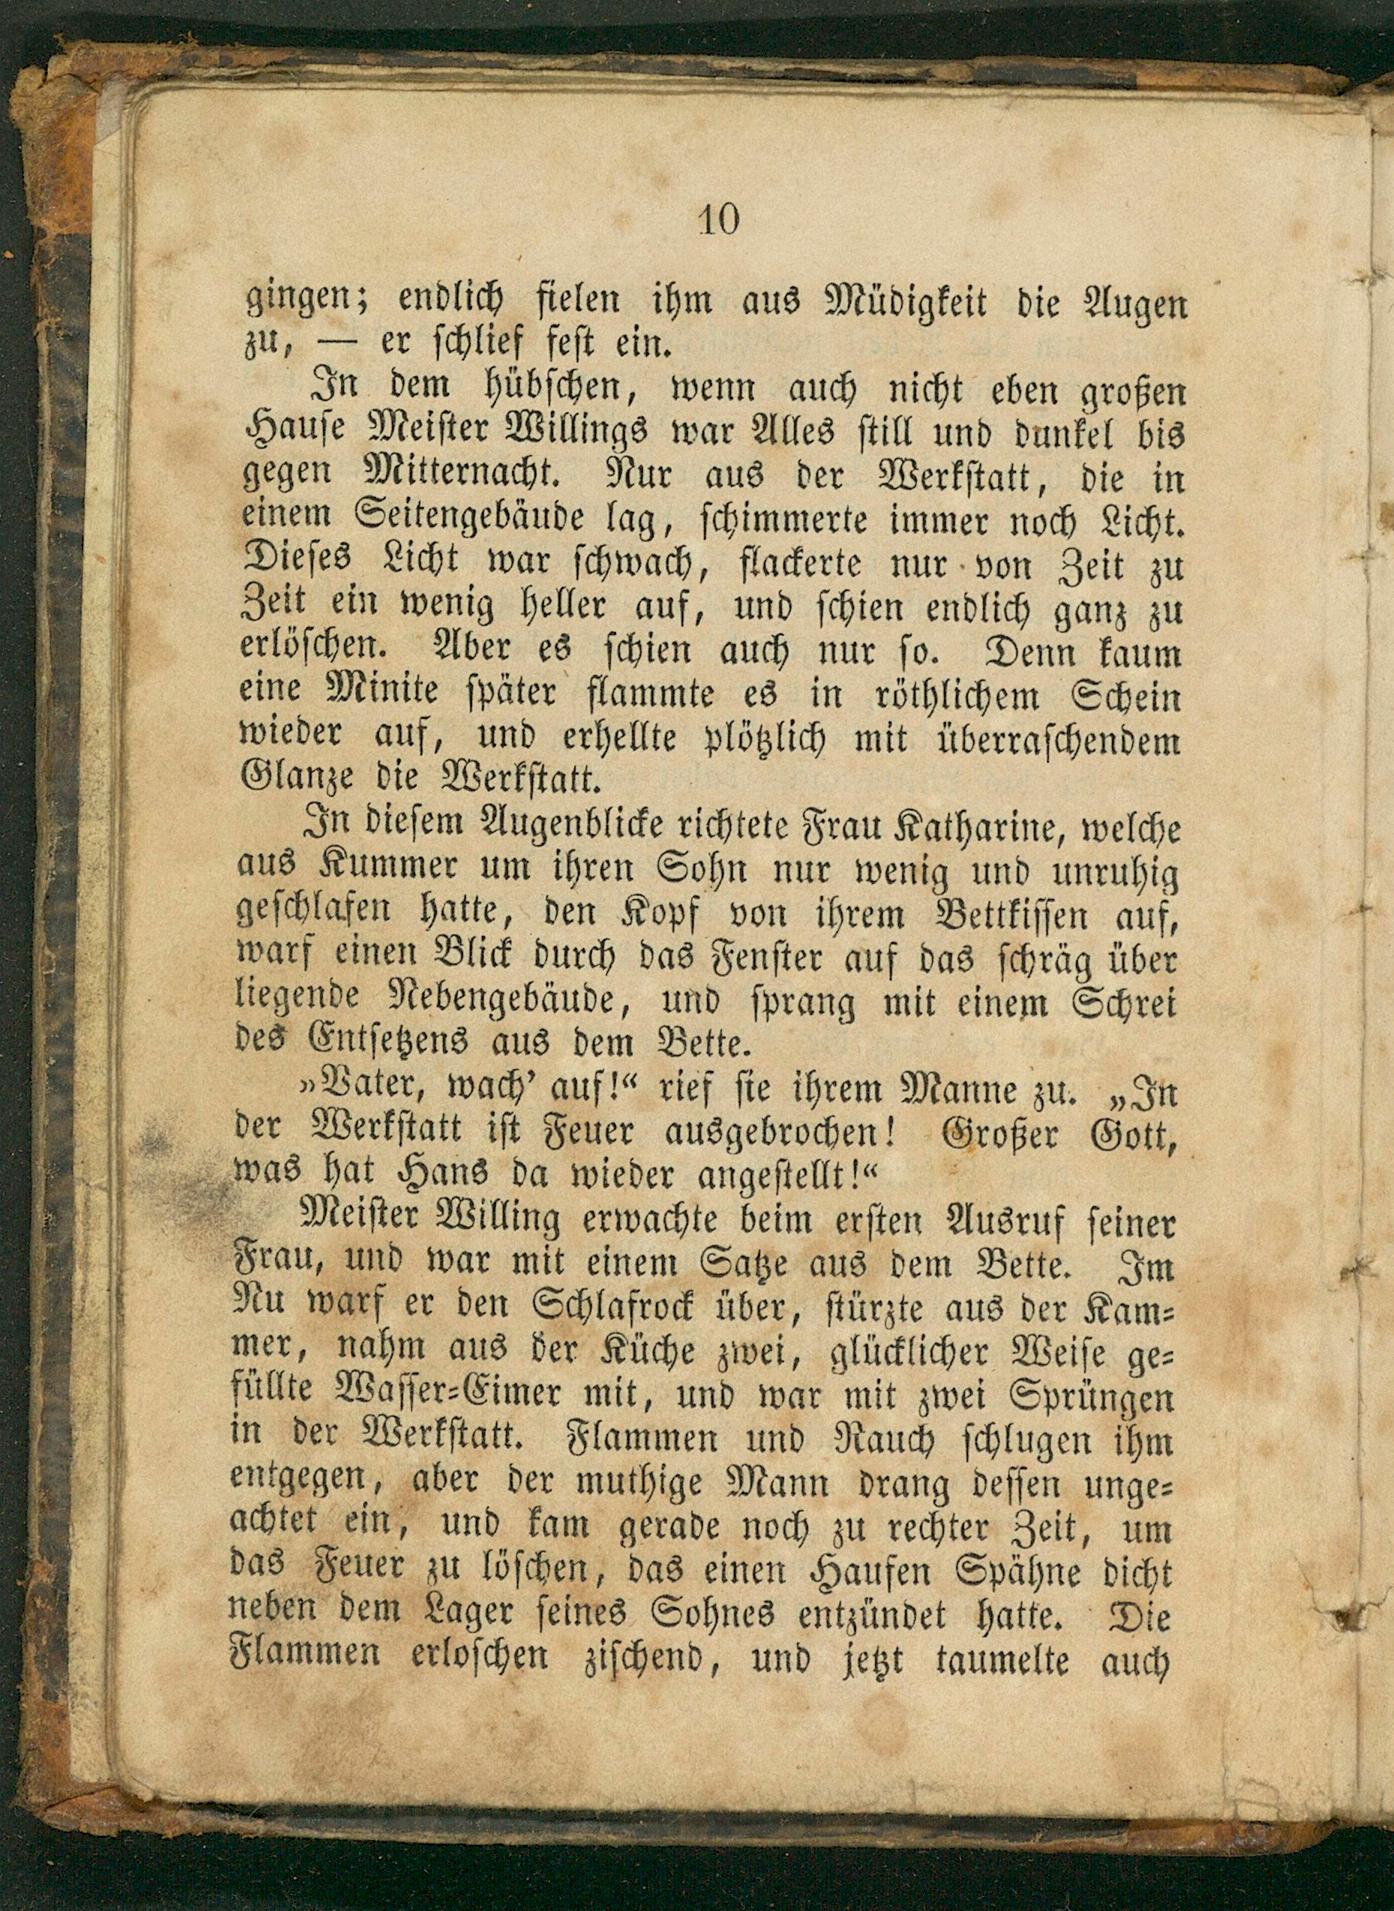 10
gingen; endlich fielen ihm aus Müdigkeit die Augen
zu, — er schlief fest ein.
In dem hübschen, wenn auch nicht eben großen
Hause Meister Willings war Alles still und dunkel bis
gegen Mitternacht. Nur aus der Werkstatt, die in
einem Seitengebäude lag, schimmerte immer noch Licht.
Dieses Licht war schwach, flackerte nur von Zeit zu
Zeit ein wenig heller auf, und schien endlich ganz zu
erlöschen. Aber es schien auch nur so. Denn kaum
eine Minite später flammte es in röthlichem Schein
wieder auf, und erhellte plötzlich mit überraschendem
Glanze die Werkstatt.
In diesem Augenblicke richtete Frau Katharine, welche
aus Kummer um ihren Sohn nur wenig und unruhig
geschlafen hatte, den Kopf von ihrem Bettkissen auf,
warf einen Blick durch das Fenster auf das schräg über
liegende Nebengebäude, und sprang mit einem Schrei
des Entsetzens aus dem Bette.
»Vater, wach’ auf!“ rief sie ihrem Manne zu. „In
der Werkstatt ist Feuer ausgebrochen! Großer Gott,
was hat Hans da wieder angestellt!“
Meister Willing erwachte beim ersten Ausruf seiner
Frau, und war mit einem Satze aus dem Bette. Im
Nu warf er den Schlafrock über, stürzte aus der Kam-
mer, nahm aus der Küche zwei, glücklicher Weise ge-
füllte Wasser-Eimer mit, und war mit zwei Sprüngen
in der Werkstatt. Flammen und Rauch schlugen ihm
entgegen, aber der muthige Mann drang dessen unge-
achtet ein, und kam gerade noch zu rechter Zeit, um
das Feuer zu löschen, das einen Haufen Spähne dicht
neben dem Lager seines Sohnes entzündet hatte. Die
Flammen erloschen zischend, und jetzt taumelte auch